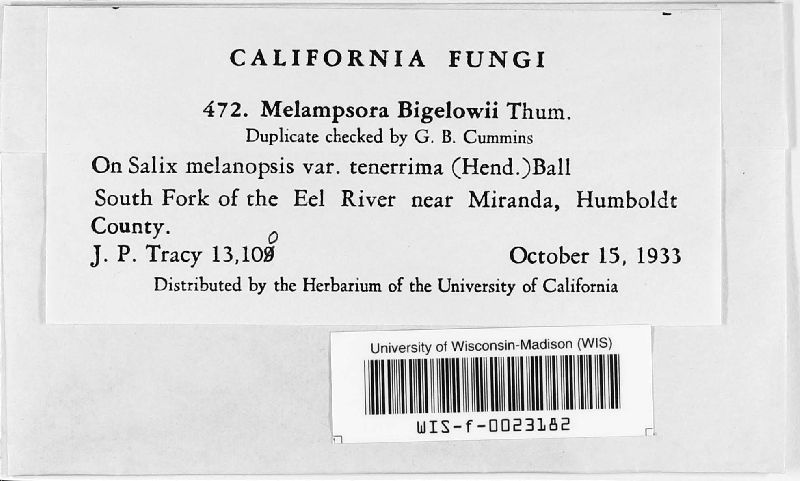 CALIFORNIA FUNGI
472. Melampsora Bigelowii Thum.
Duplicate checked by G. B. Cummins
On Salix melanopsis var. tenerrima (Hend.)Ball
South Fork of the Eel River near Miranda, Humboldt
County.
0
J. P. Tracy 13,109 October 15, 1933
Distributed by the Herbarium of the University of California
University of Wisconsin-Madison (WIS)
WIS-f-0023182